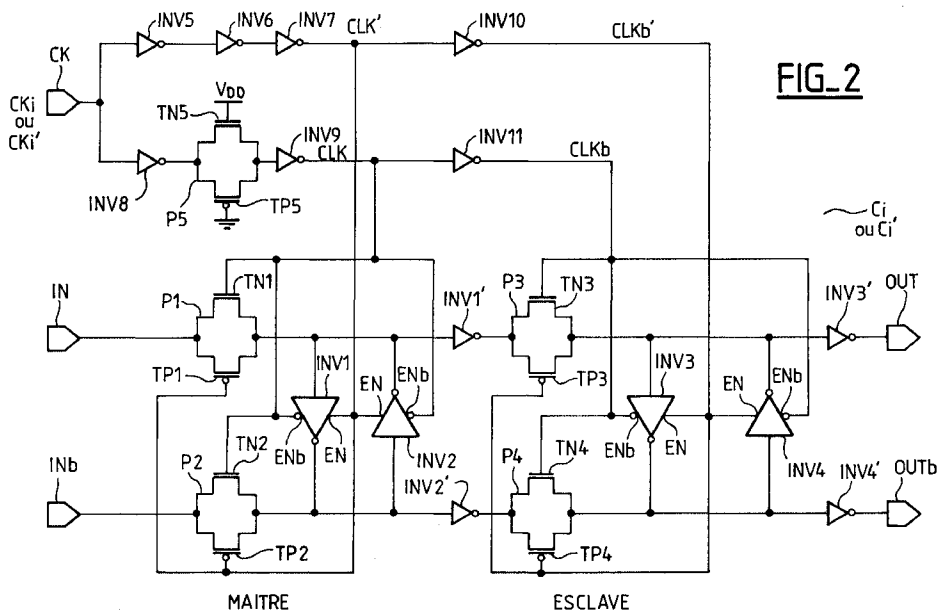 INV5
INV6
INV7
CLK'
INV10
CLKb'
FIG_2
CK
CKi
ou
CKi'
VDD
TN5
INV9
CLK
INV11
CLKb
INV8
P5
TP5
Ci
ou Ci'
IN
P1
TN1
INV1'
P3
TN3
INV3'
OUT
TP1
INV1
EN
ENb
TP3
INV3
EN
ENb
INb
P2
TN2
ENb
EN
INV2
P4
TN4
ENb
EN
INV4
INV2'
INV4'
OUTb
TP2
TP4
MAITRE
ESCLAVE